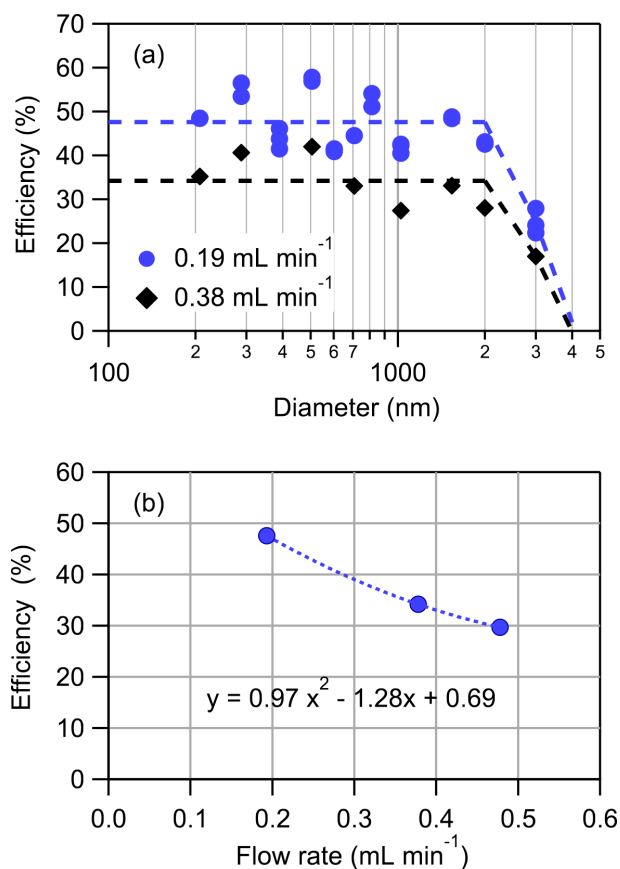 (a)
Efficiency (%)
70
60
50
40
30
20
10
0
0.19 mL min⁻¹
0.38 mL min⁻¹
2 3 4 5 6 7 2 3 4 5
100 1000
Diameter (nm)
(b)
Efficiency (%)
60
50
40
30
20
10
0
y = 0.97 x² - 1.28x + 0.69
0.0 0.1 0.2 0.3 0.4 0.5 0.6
Flow rate (mL min⁻¹)